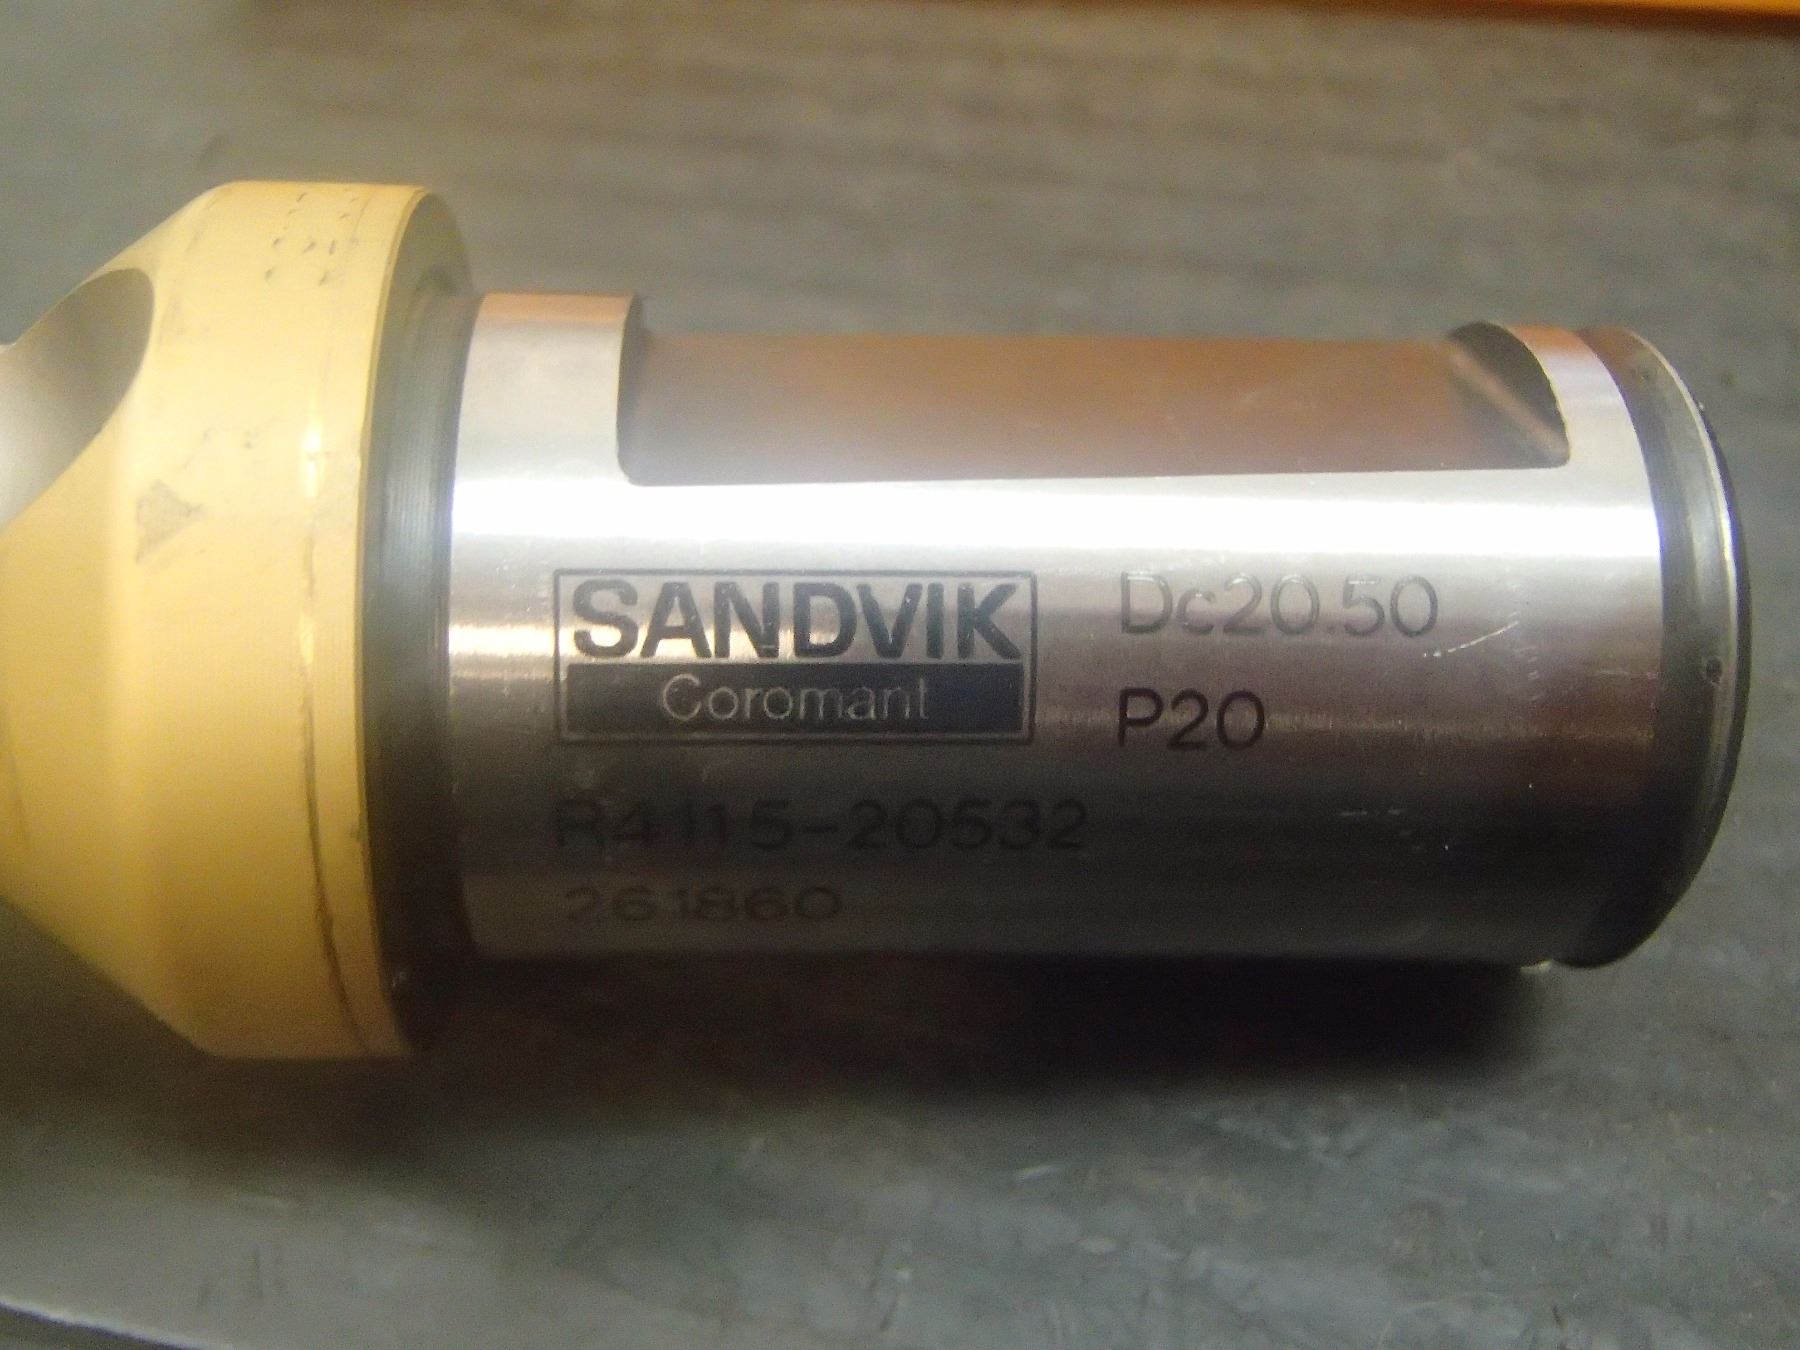 SANDVIK
Coromant
Dc20.50
P20
R411.5-20532
261860